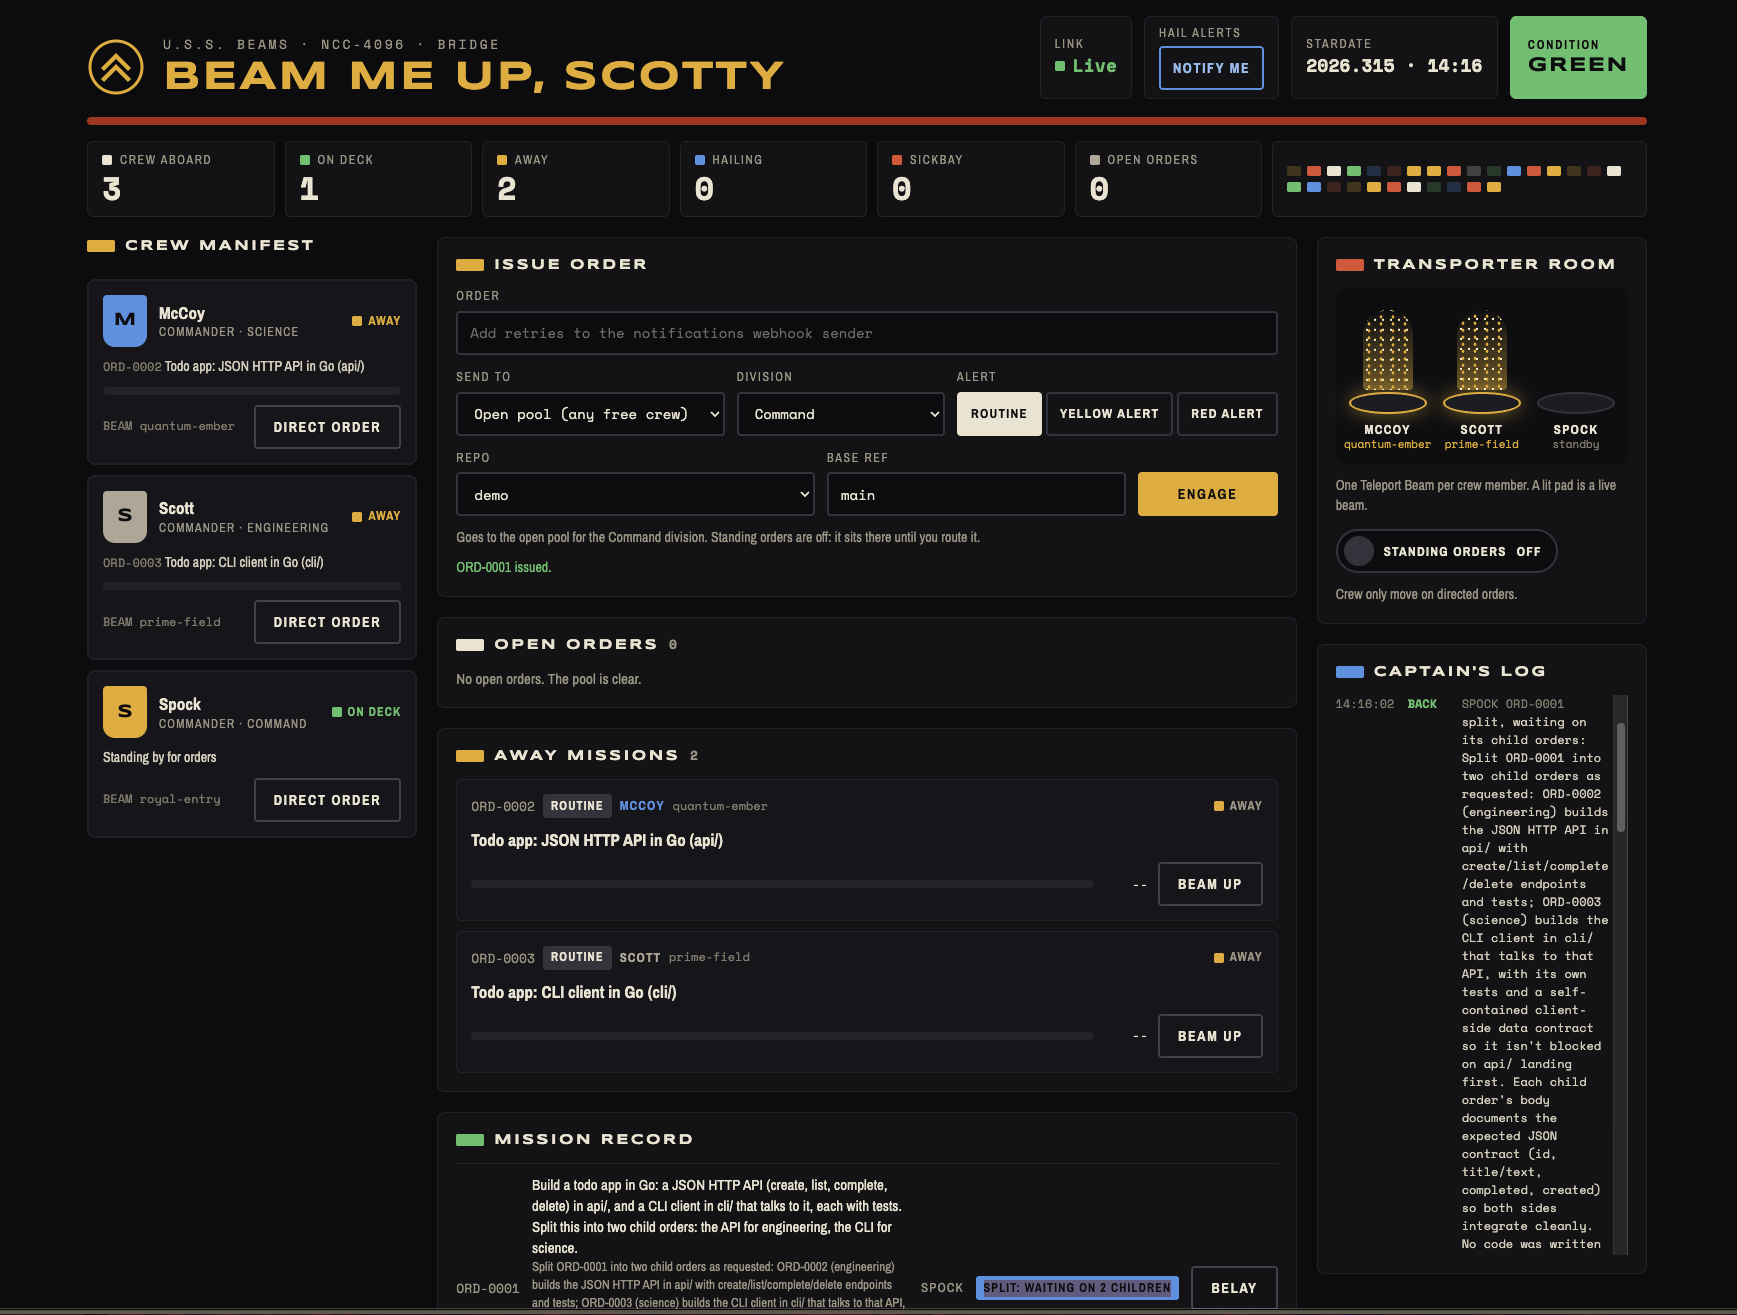 U.S.S. BEAMS · NCC-4096 · BRIDGE
BEAM ME UP, SCOTTY
LINK
Live
HAIL ALERTS
NOTIFY ME
STARDATE
2026.315 · 14:16
CONDITION
GREEN
CREW ABOARD
3
ON DECK
1
AWAY
2
HAILING
0
SICKBAY
0
OPEN ORDERS
0
CREW MANIFEST
M
McCoy
COMMANDER · SCIENCE
AWAY
ORD-0002 Todo app: JSON HTTP API in Go (api/)
BEAM quantum-ember
DIRECT ORDER
S
Scott
COMMANDER · ENGINEERING
AWAY
ORD-0003 Todo app: CLI client in Go (cli/)
BEAM prime-field
DIRECT ORDER
S
Spock
COMMANDER · COMMAND
ON DECK
Standing by for orders
BEAM royal-entry
DIRECT ORDER
ISSUE ORDER
ORDER
Add retries to the notifications webhook sender
SEND TO
Open pool (any free crew)
DIVISION
Command
ALERT
ROUTINE
YELLOW ALERT
RED ALERT
REPO
demo
BASE REF
main
ENGAGE
Goes to the open pool for the Command division. Standing orders are off: it sits there until you route it.
ORD-0001 issued.
OPEN ORDERS 0
No open orders. The pool is clear.
AWAY MISSIONS 2
ORD-0002 ROUTINE MCCOY quantum-ember
AWAY
Todo app: JSON HTTP API in Go (api/)
--
BEAM UP
ORD-0003 ROUTINE SCOTT prime-field
AWAY
Todo app: CLI client in Go (cli/)
--
BEAM UP
MISSION RECORD
ORD-0001
Build a todo app in Go: a JSON HTTP API (create, list, complete,
delete) in api/, and a CLI client in cli/ that talks to it, each with tests.
Split this into two child orders: the API for engineering, the CLI for
science.
Split ORD-0001 into two child orders as requested: ORD-0002 (engineering)
builds the JSON HTTP API in api/ with create/list/complete/delete endpoints
and tests; ORD-0003 (science) builds the CLI client in cli/ that talks to that API,
SPOCK
SPLIT: WAITING ON 2 CHILDREN
BELAY
TRANSPORTER ROOM
MCCOY
quantum-ember
SCOTT
prime-field
SPOCK
standby
One Teleport Beam per crew member. A lit pad is a live
beam.
STANDING ORDERS OFF
Crew only move on directed orders.
CAPTAIN'S LOG
14:16:02 BACK
SPOCK ORD-0001
split, waiting on
its child orders:
Split ORD-0001 into
two child orders as
requested: ORD-0002
(engineering) builds
the JSON HTTP API in
api/ with
create/list/complete
/delete endpoints
and tests; ORD-0003
(science) builds the
CLI client in cli/
that talks to that
API, with its own
tests and a self-
contained client-
side data contract
so it isn't blocked
on api/ landing
first. Each child
order's body
documents the
expected JSON
contract (id,
title/text,
completed, created)
so both sides
integrate cleanly.
No code was written